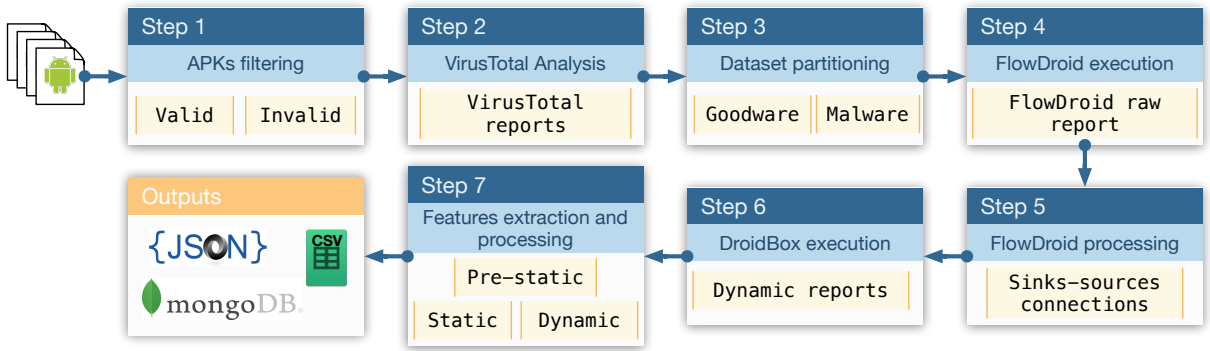 Step 1
APKs filtering
Valid
Invalid
Step 2
VirusTotal Analysis
VirusTotal
reports
Step 3
Dataset partitioning
Goodware
Malware
Step 4
FlowDroid execution
FlowDroid raw
report
Step 5
FlowDroid processing
Sinks-sources
connections
Step 6
DroidBox execution
Dynamic reports
Step 7
Features extraction and
processing
Pre-static
Static
Dynamic
Outputs
{JSON}
CSV
mongoDB®